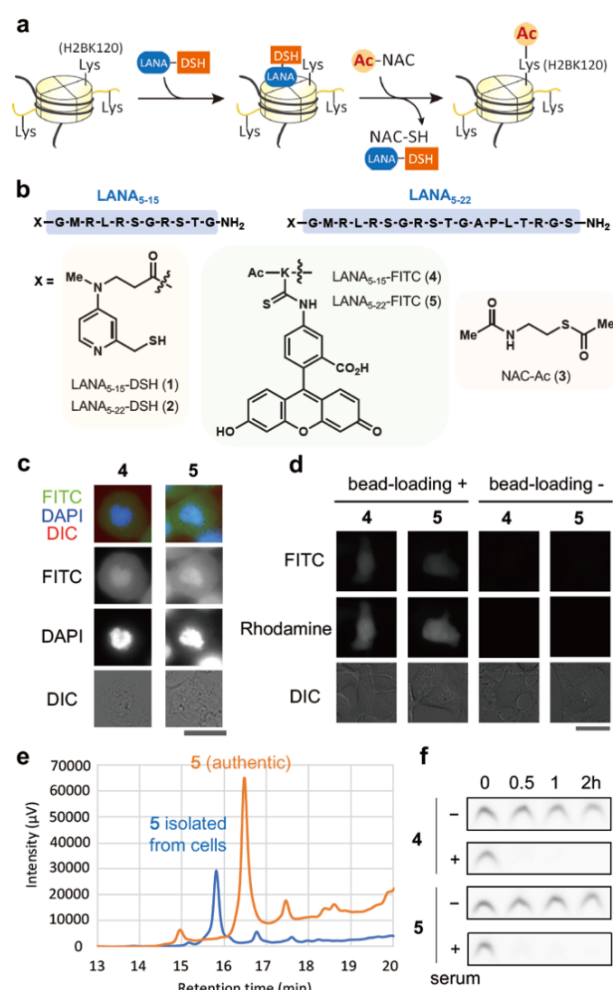 a
(H2BK120)
Lys
Lys
Lys
LANA-DSH
DSH
LANA
Lys
Lys
Lys
Ac-NAC
NAC-SH
LANA-DSH
Ac
Lys (H2BK120)
Lys
Lys
b
LANA5-15
LANA5-22
X-G-M-R-L-R-S-G-R-S-T-G-NH2
X-G-M-R-L-R-S-G-R-S-T-G-A-P-L-T-R-G-S-NH2
X =
Me
N
O
N
SH
LANA5-15-DSH (1)
LANA5-22-DSH (2)
Ac-K
S
NH
CO2H
HO
O
O
LANA5-15-FITC (4)
LANA5-22-FITC (5)
O
Me
N
H
S
Me
O
NAC-Ac (3)
c
4
5
FITC
DAPI
DIC
FITC
DAPI
DIC
d
bead-loading +
bead-loading -
4
5
4
5
FITC
Rhodamine
DIC
e
5 (authentic)
5 isolated
from cells
Intensity (μV)
70000
60000
50000
40000
30000
20000
10000
0
13 14 15 16 17 18 19 20
Retention time (min)
f
0 0.5 1 2h
4
−
+
5
−
+
serum